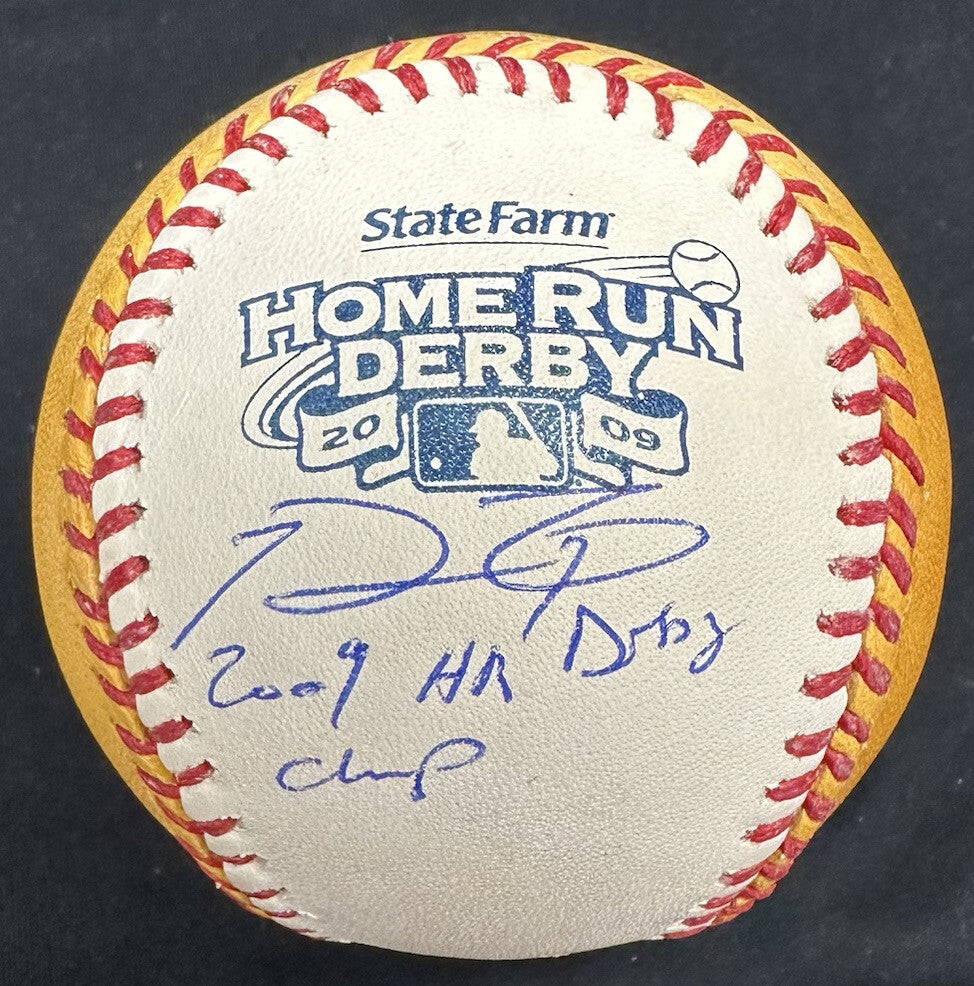 State Farm
HOME RUN
DERBY
20 09
2009 HR Derby
champ